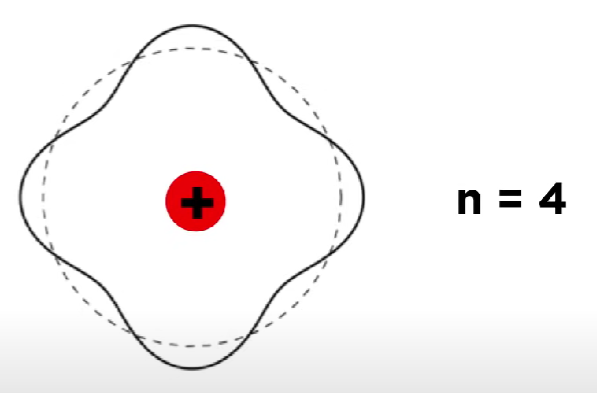 +
n = 4